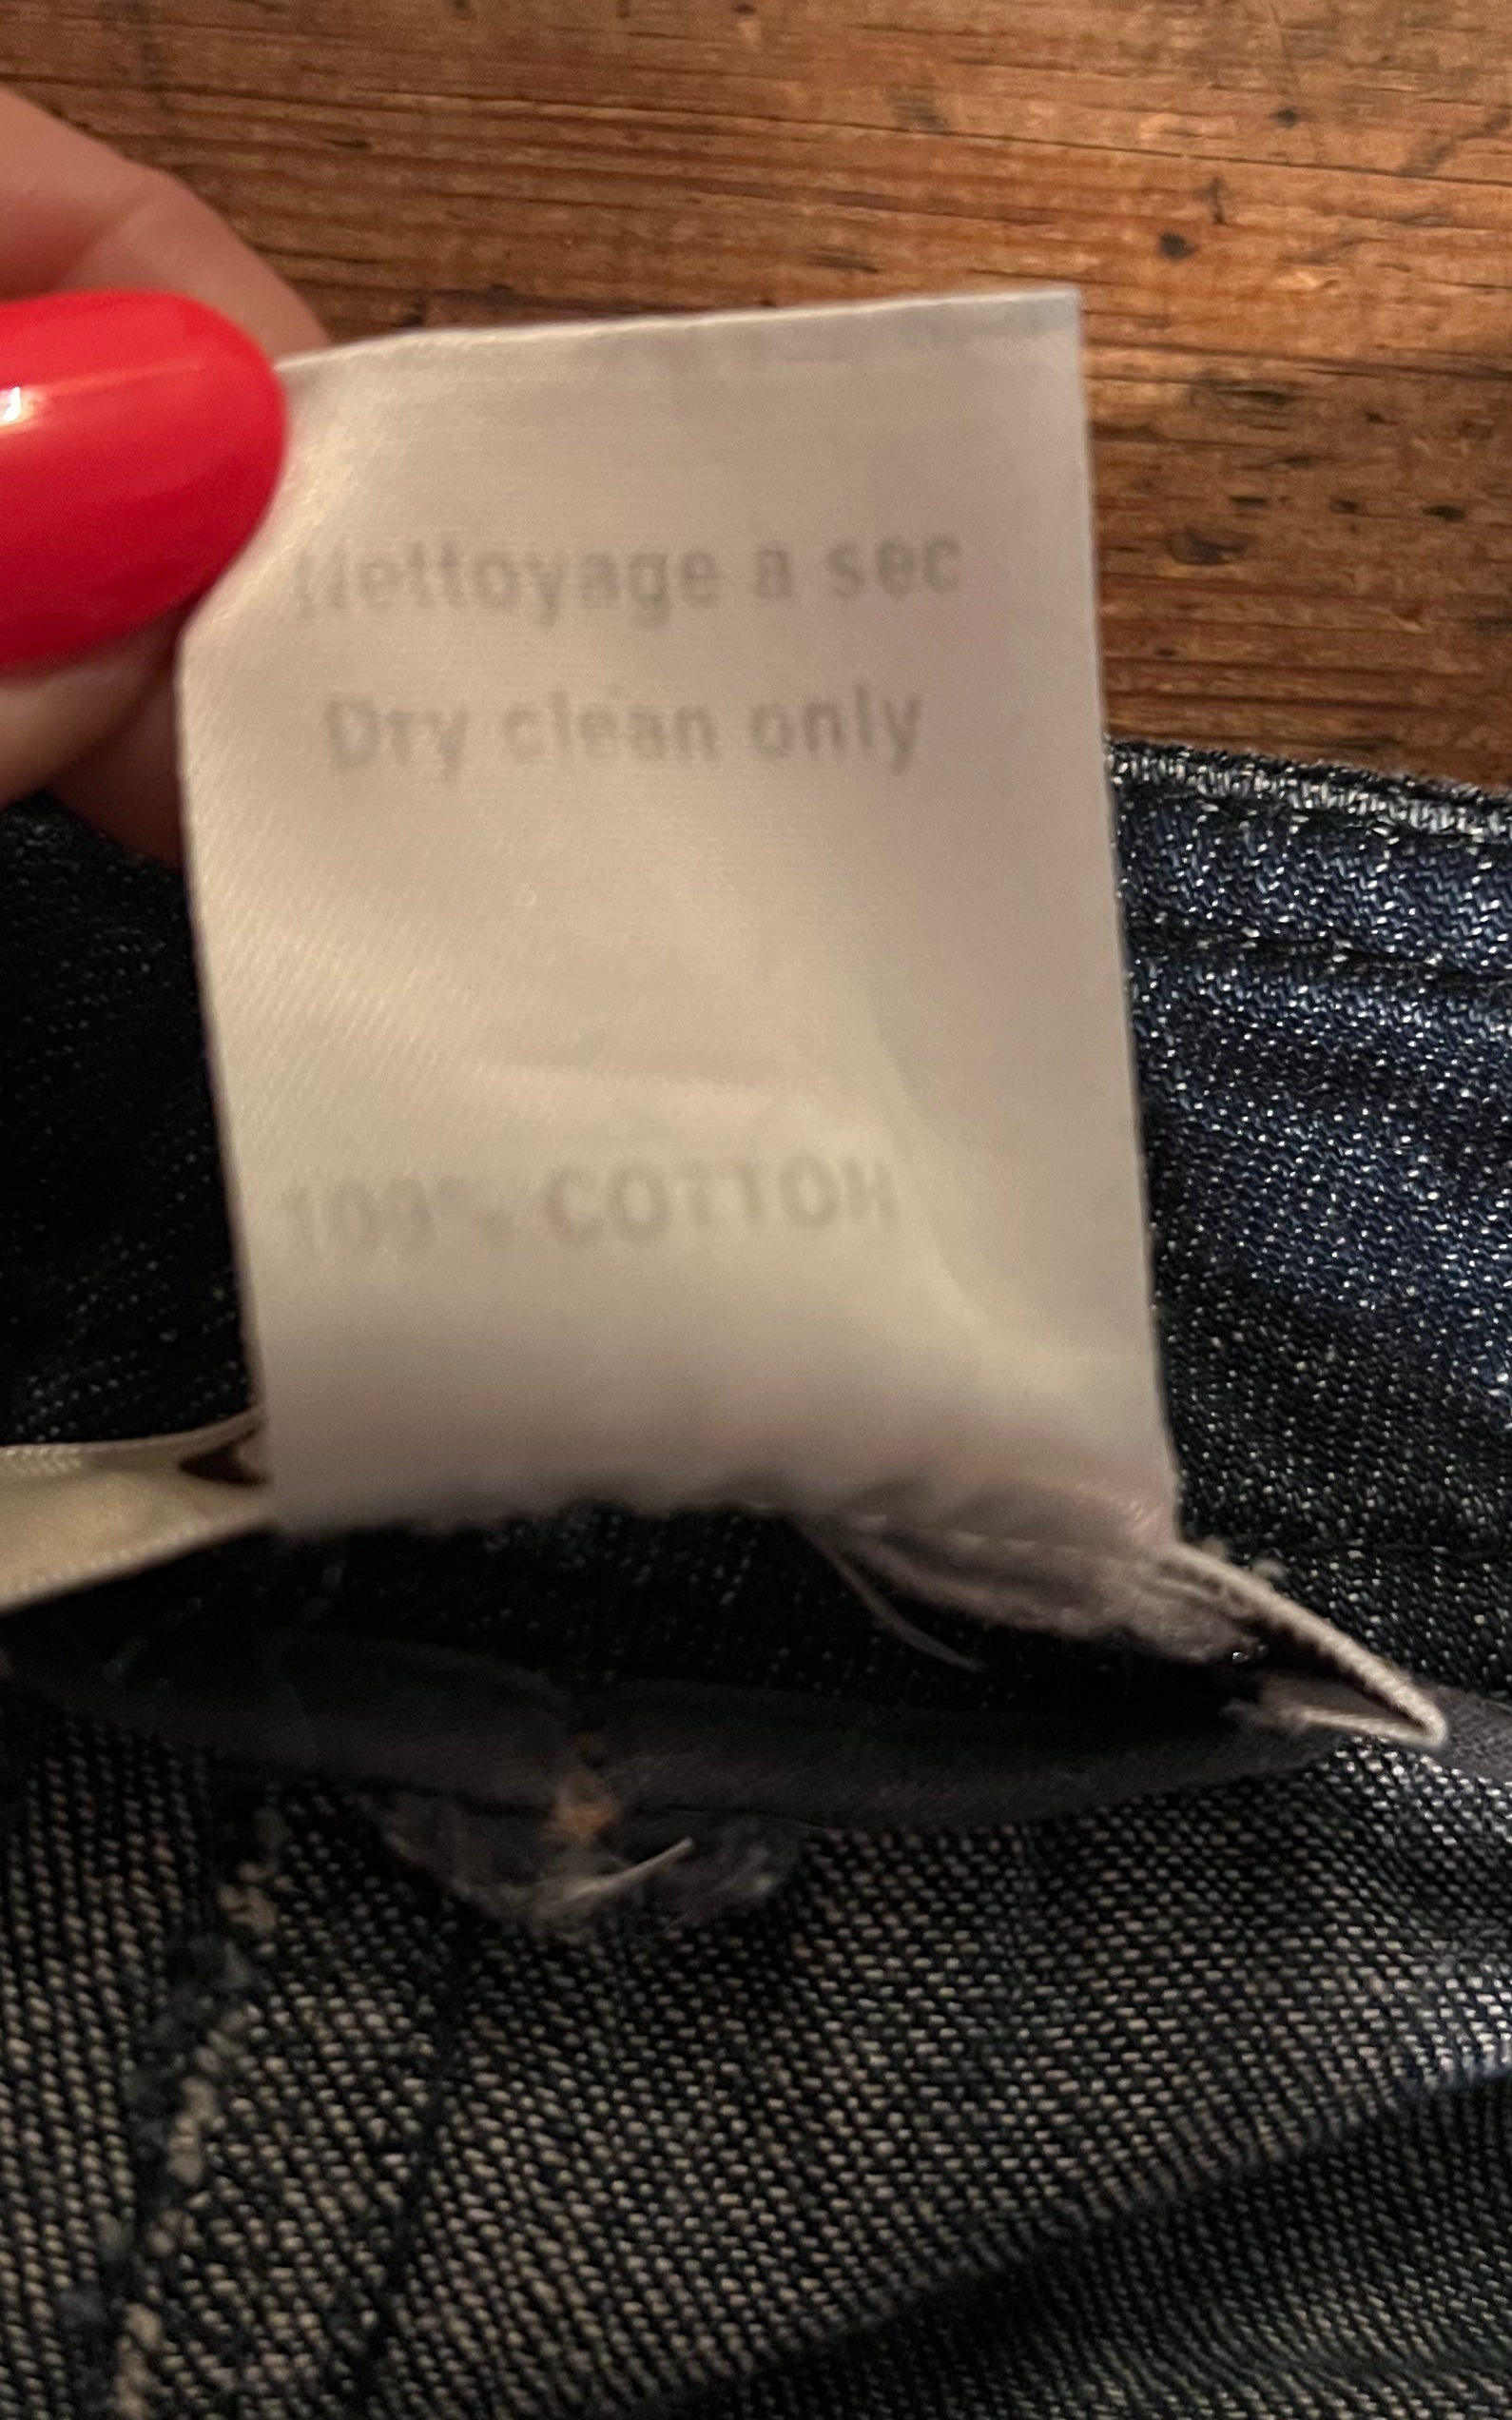 Nettoyage a sec
Dry clean only
100% COTTON